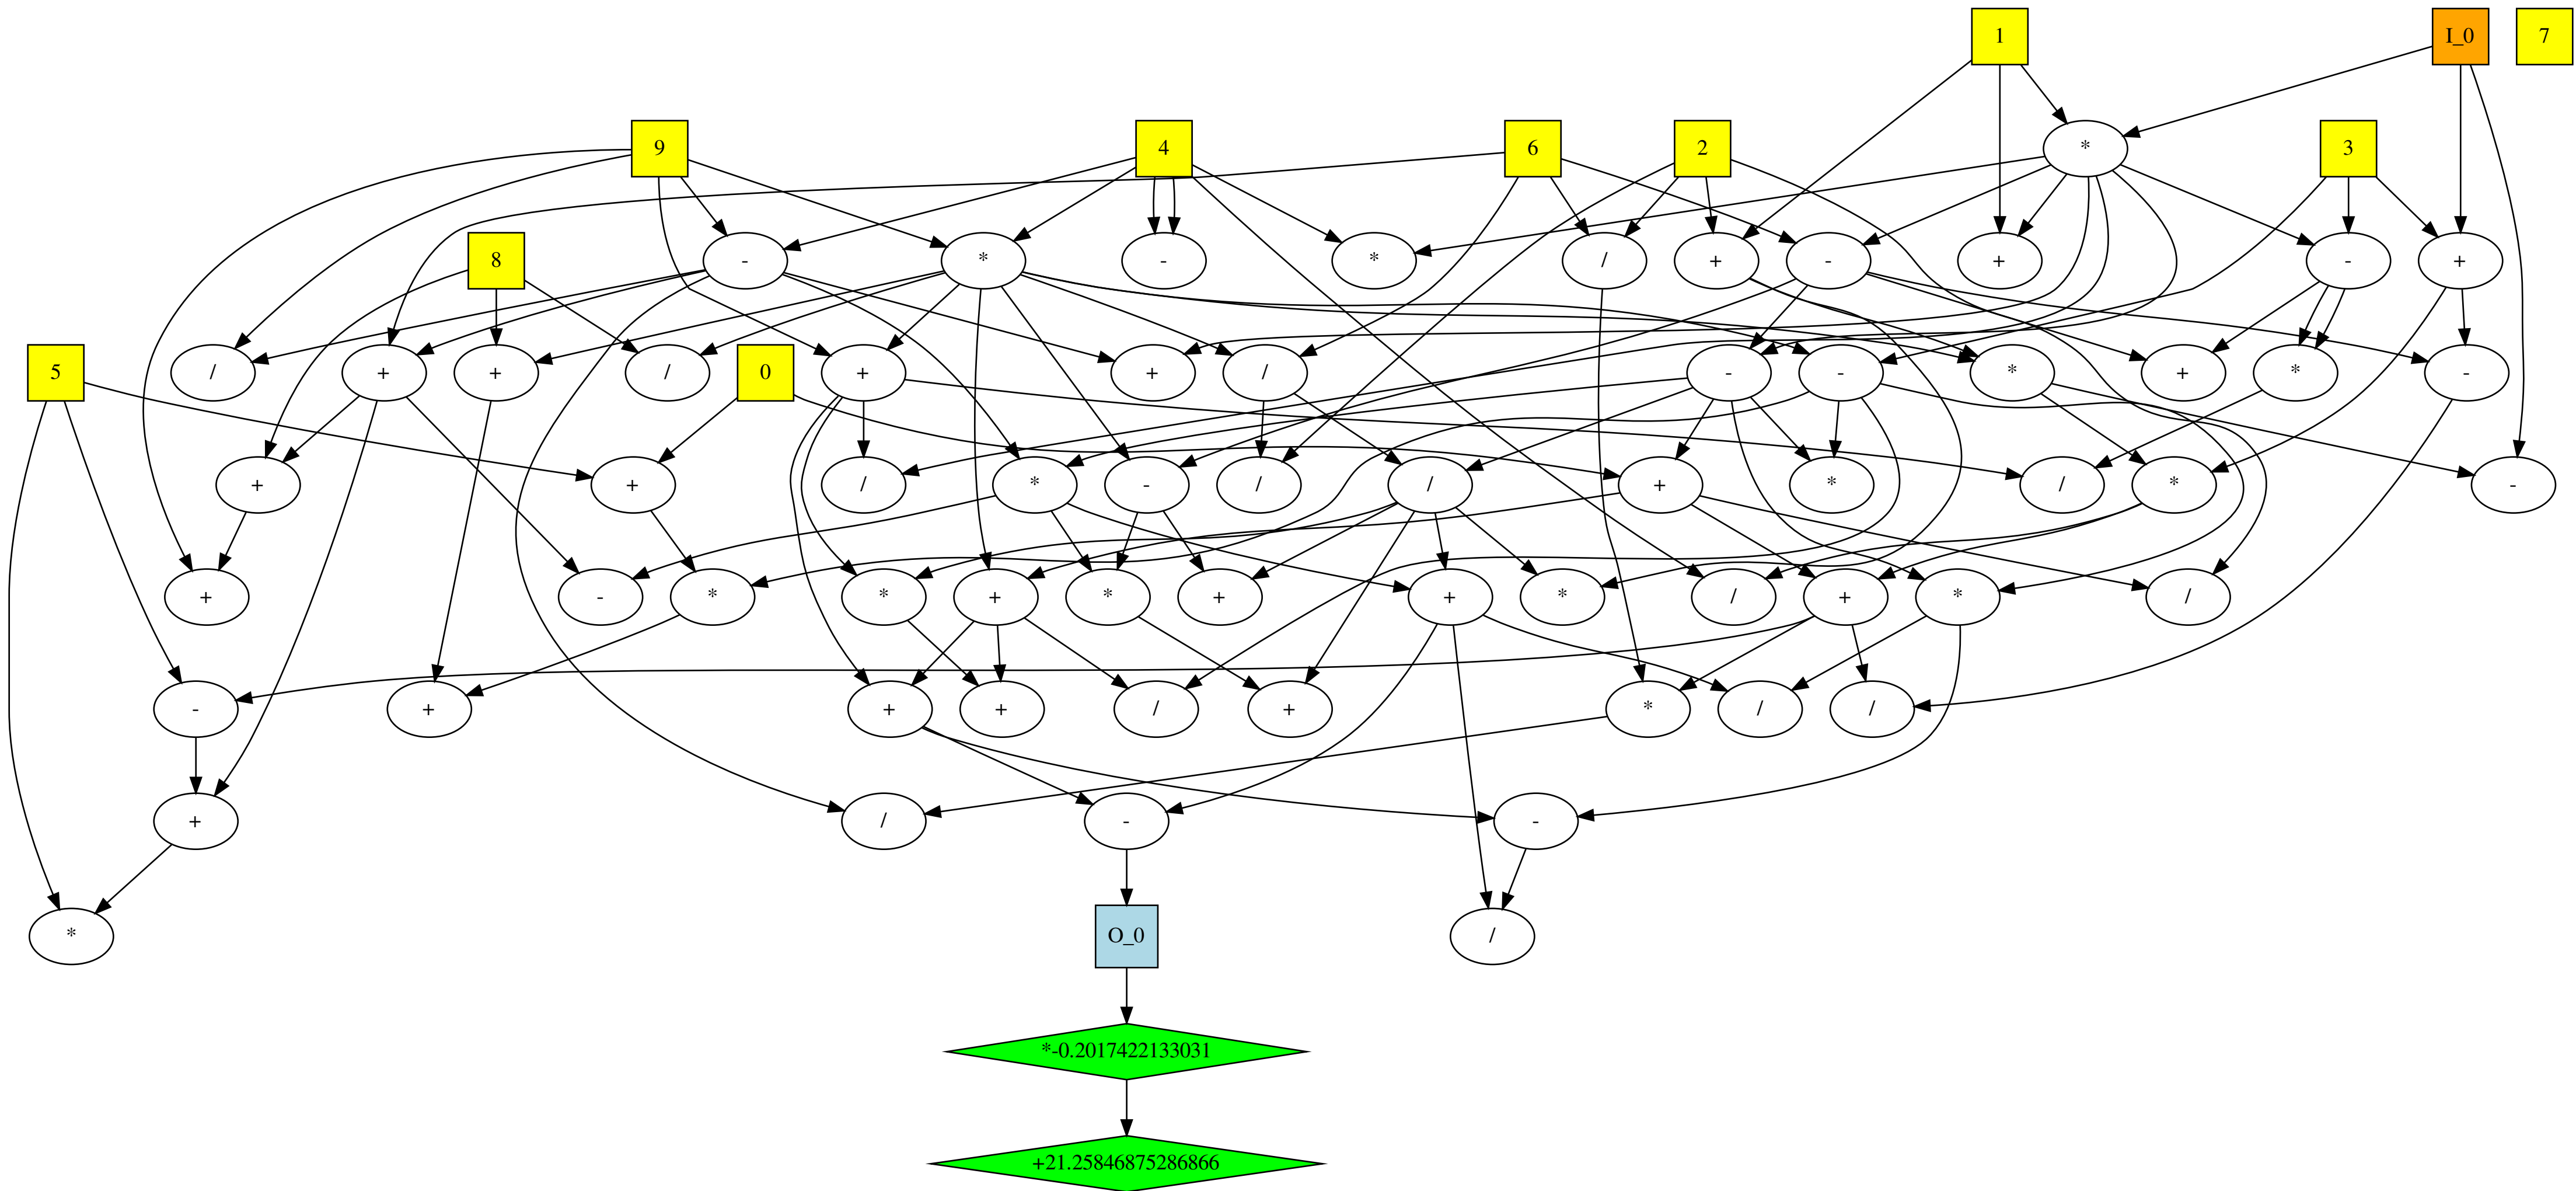 1 I_0 7
9 4 6 2 * 3
8 - * - * / + - + - +
5 / + + / 0 + + / - - * + * -
+ + / * - / / + * / * -
+ - * * + * + + * / + * /
- + + + / + * / /
+ / - -
* O_0 /
*-0.2017422133031
+21.25846875286866